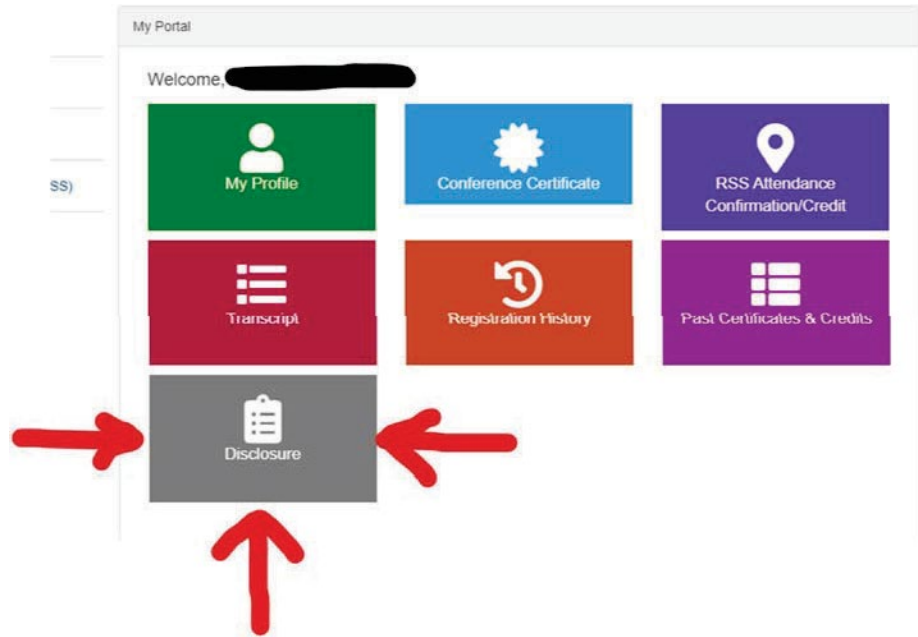 My Portal
Welcome,
My Profile
Conference Certificate
RSS Attendance
Confirmation/Credit
SS)
Transcript
Registration History
Past Certificates & Credits
Disclosure